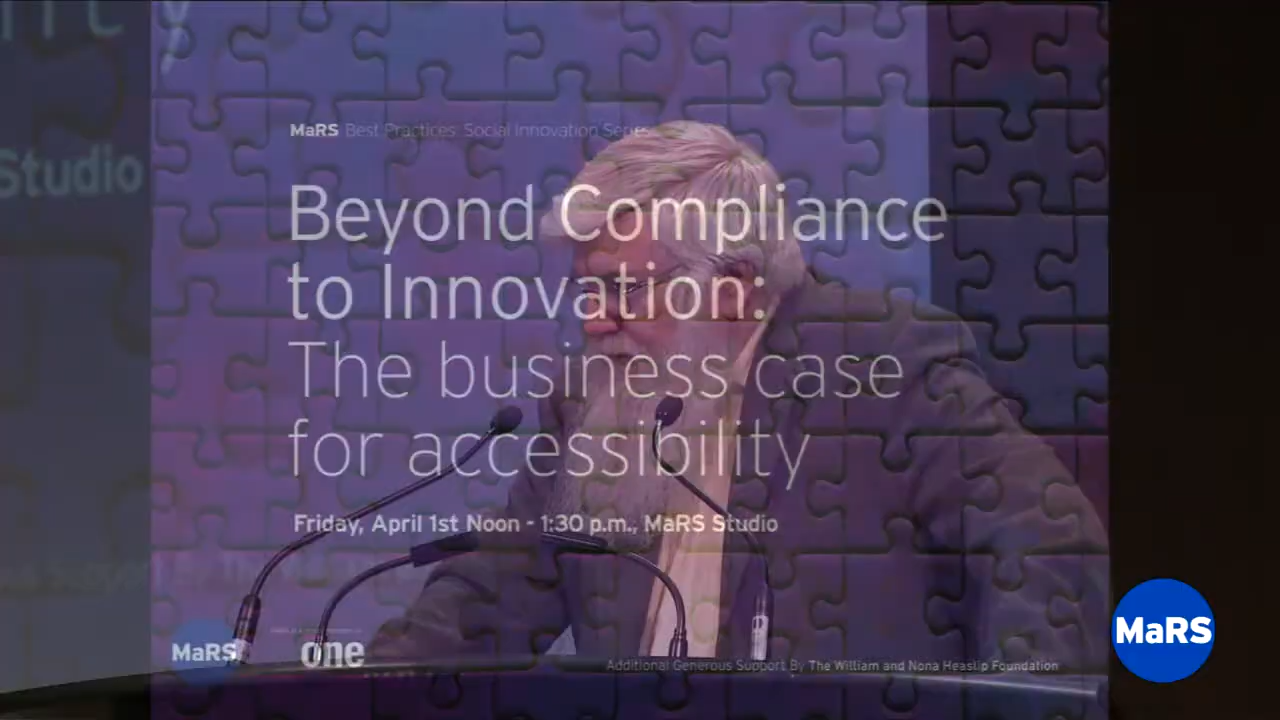 Studio
MaRS Best Practices: Social Innovation Series
Beyond Compliance
to Innovation:
The business case
for accessibility
Friday, April 1st Noon - 1:30 p.m., MaRS Studio
MaRS
one
Additional Generous Support By The William and Nona Heaslip Foundation
MaRS